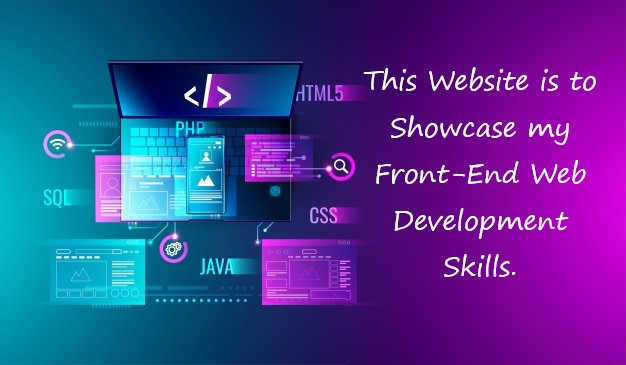 </>
HTML5
PHP
SQL
CSS
JAVA
This Website is to
Showcase my
Front-End Web
Development
Skills.